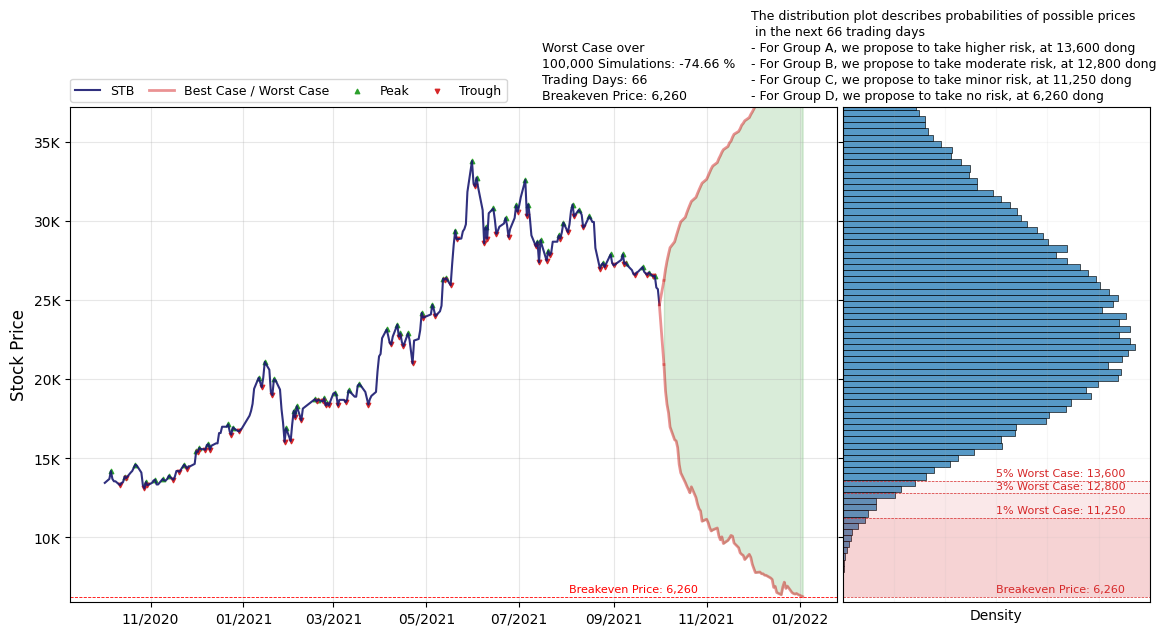 The distribution plot describes probabilities of possible prices
in the next 66 trading days
- For Group A, we propose to take higher risk, at 13,600 dong
- For Group B, we propose to take moderate risk, at 12,800 dong
- For Group C, we propose to take minor risk, at 11,250 dong
- For Group D, we propose to take no risk, at 6,260 dong
Worst Case over
100,000 Simulations: -74.66 %
Trading Days: 66
Breakeven Price: 6,260
STB
Best Case / Worst Case
Peak
Trough
Stock Price
35K
30K
25K
20K
15K
10K
Breakeven Price: 6,260
11/2020
01/2021
03/2021
05/2021
07/2021
09/2021
11/2021
01/2022
5% Worst Case: 13,600
3% Worst Case: 12,800
1% Worst Case: 11,250
Breakeven Price: 6,260
Density